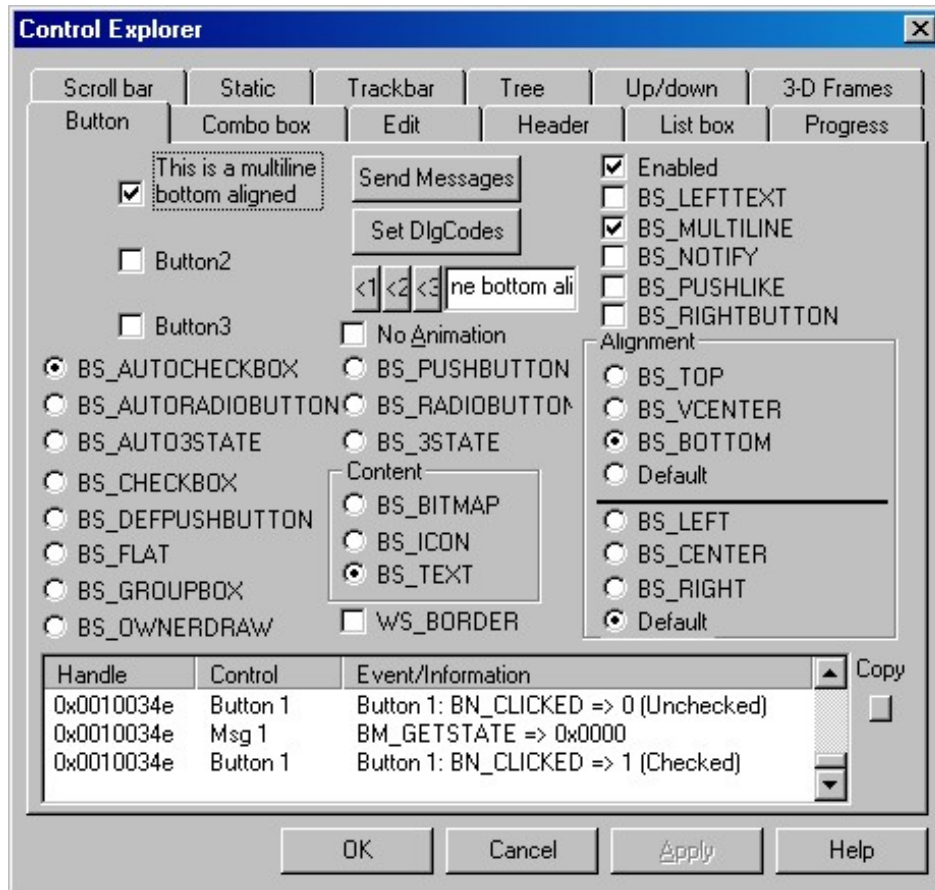 Control Explorer
Scroll bar Static Trackbar Tree Up/down 3-D Frames
Button Combo box Edit Header List box Progress
This is a multiline
bottom aligned
Button2
Button3
Send Messages
Set DlgCodes
<1 <2 <3 ne bottom ali
No Animation
Enabled
BS_LEFTTEXT
BS_MULTILINE
BS_NOTIFY
BS_PUSHLIKE
BS_RIGHTBUTTON
BS_AUTOCHECKBOX
BS_AUTORADIOBUTTON
BS_AUTO3STATE
BS_CHECKBOX
BS_DEFPUSHBUTTON
BS_FLAT
BS_GROUPBOX
BS_OWNERDRAW
BS_PUSHBUTTON
BS_RADIOBUTTON
BS_3STATE
Content
BS_BITMAP
BS_ICON
BS_TEXT
WS_BORDER
Alignment
BS_TOP
BS_VCENTER
BS_BOTTOM
Default
BS_LEFT
BS_CENTER
BS_RIGHT
Default
Handle Control Event/Information
0x0010034e Button 1 Button 1: BN_CLICKED => 0 (Unchecked)
0x0010034e Msg 1 BM_GETSTATE => 0x0000
0x0010034e Button 1 Button 1: BN_CLICKED => 1 (Checked)
Copy
OK Cancel Apply Help